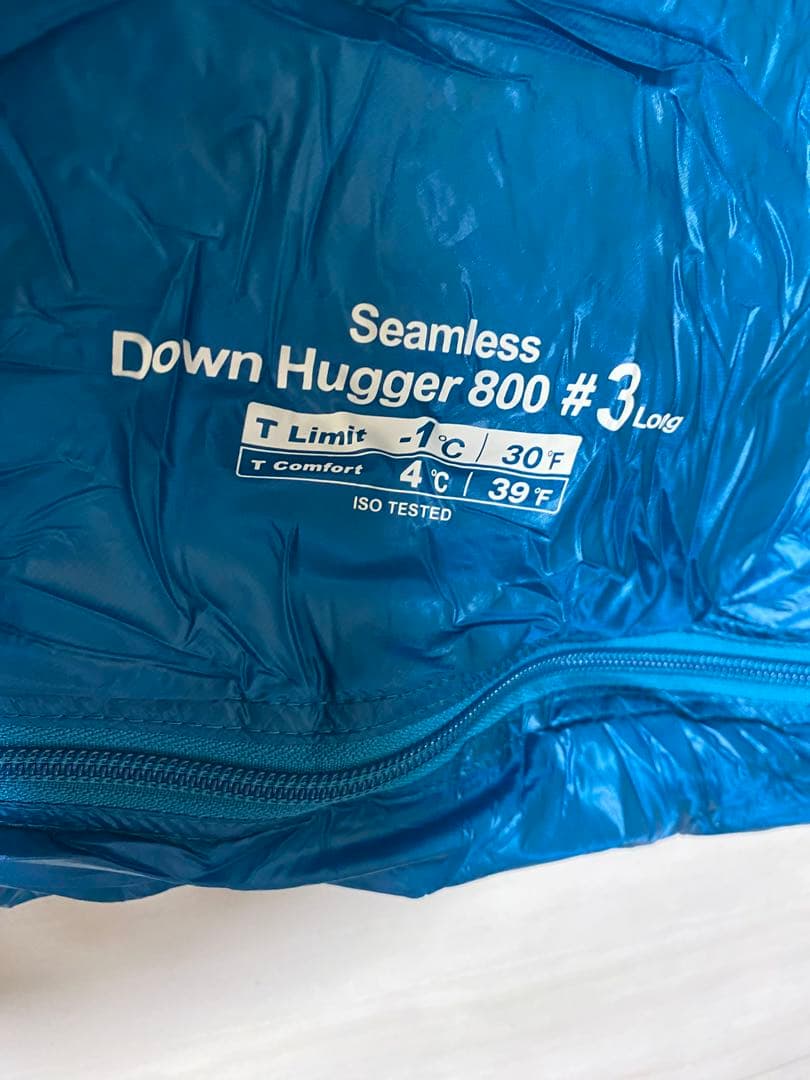 Seamless
Down Hugger 800 #3 Long
T Limit -1℃ | 30°F
T Comfort 4℃ | 39°F
ISO TESTED